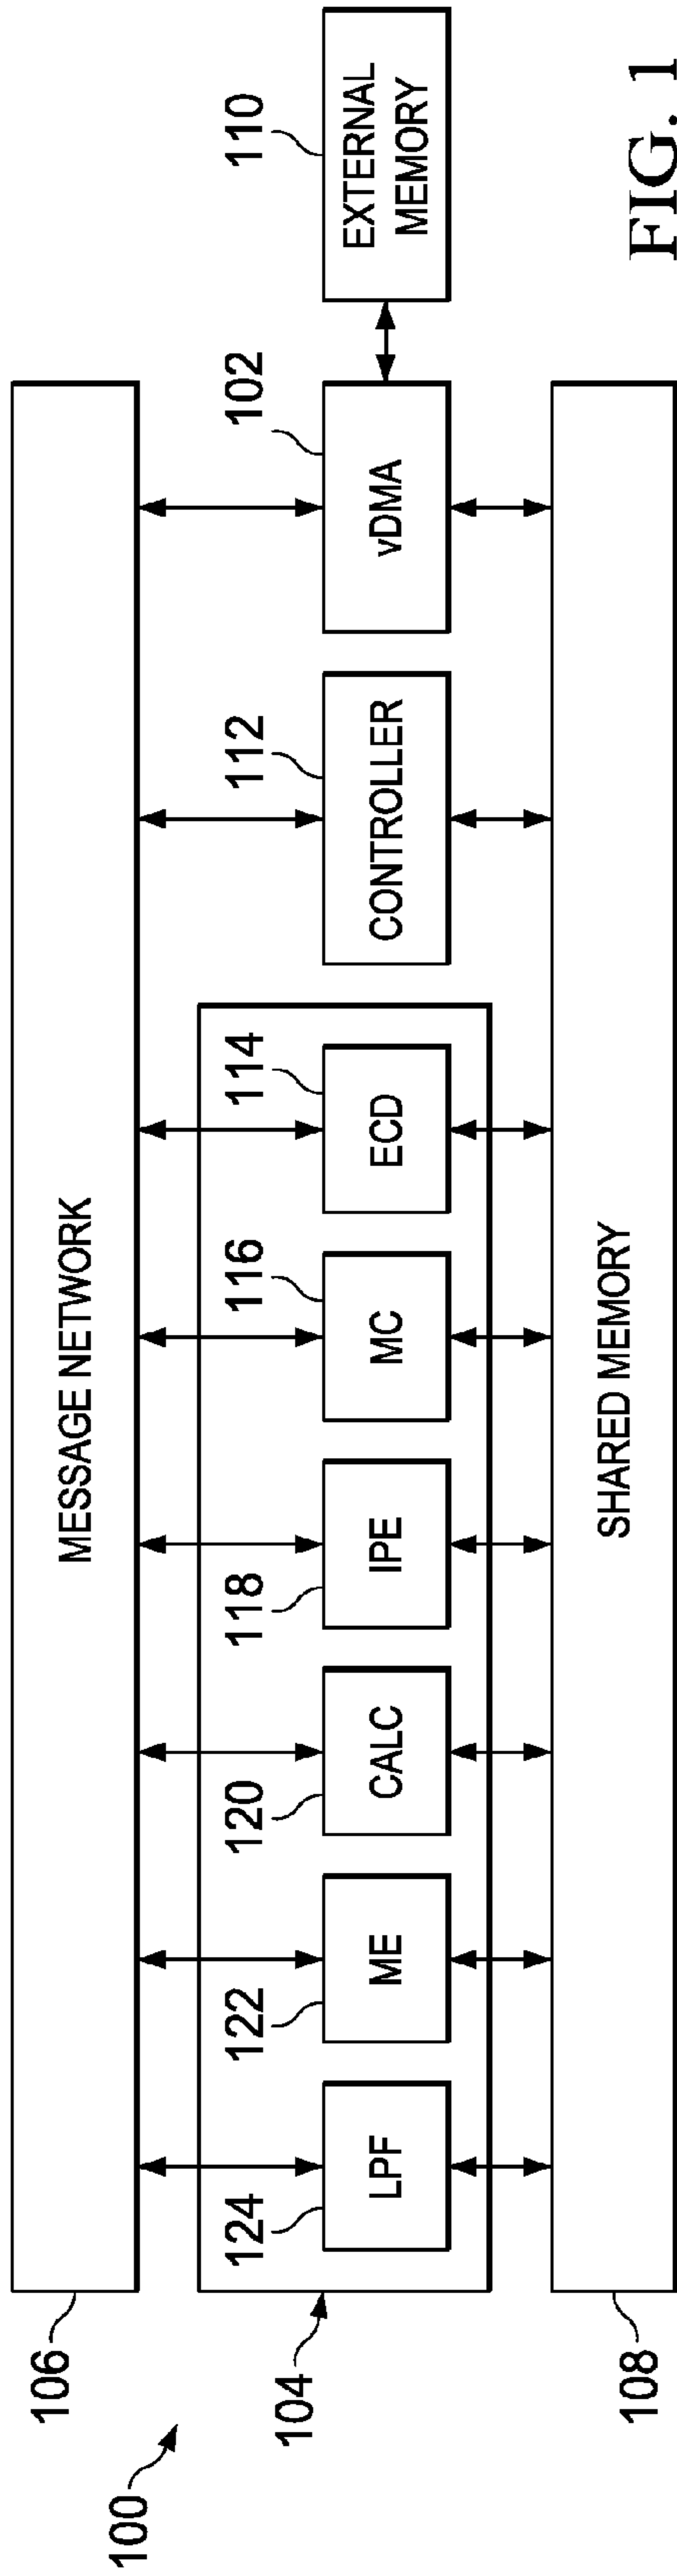 100
106
MESSAGE NETWORK
104
124
LPF
122
ME
120
CALC
118
IPE
116
MC
114
ECD
112
CONTROLLER
102
vDMA
110
EXTERNAL
MEMORY
108
SHARED MEMORY
FIG. 1